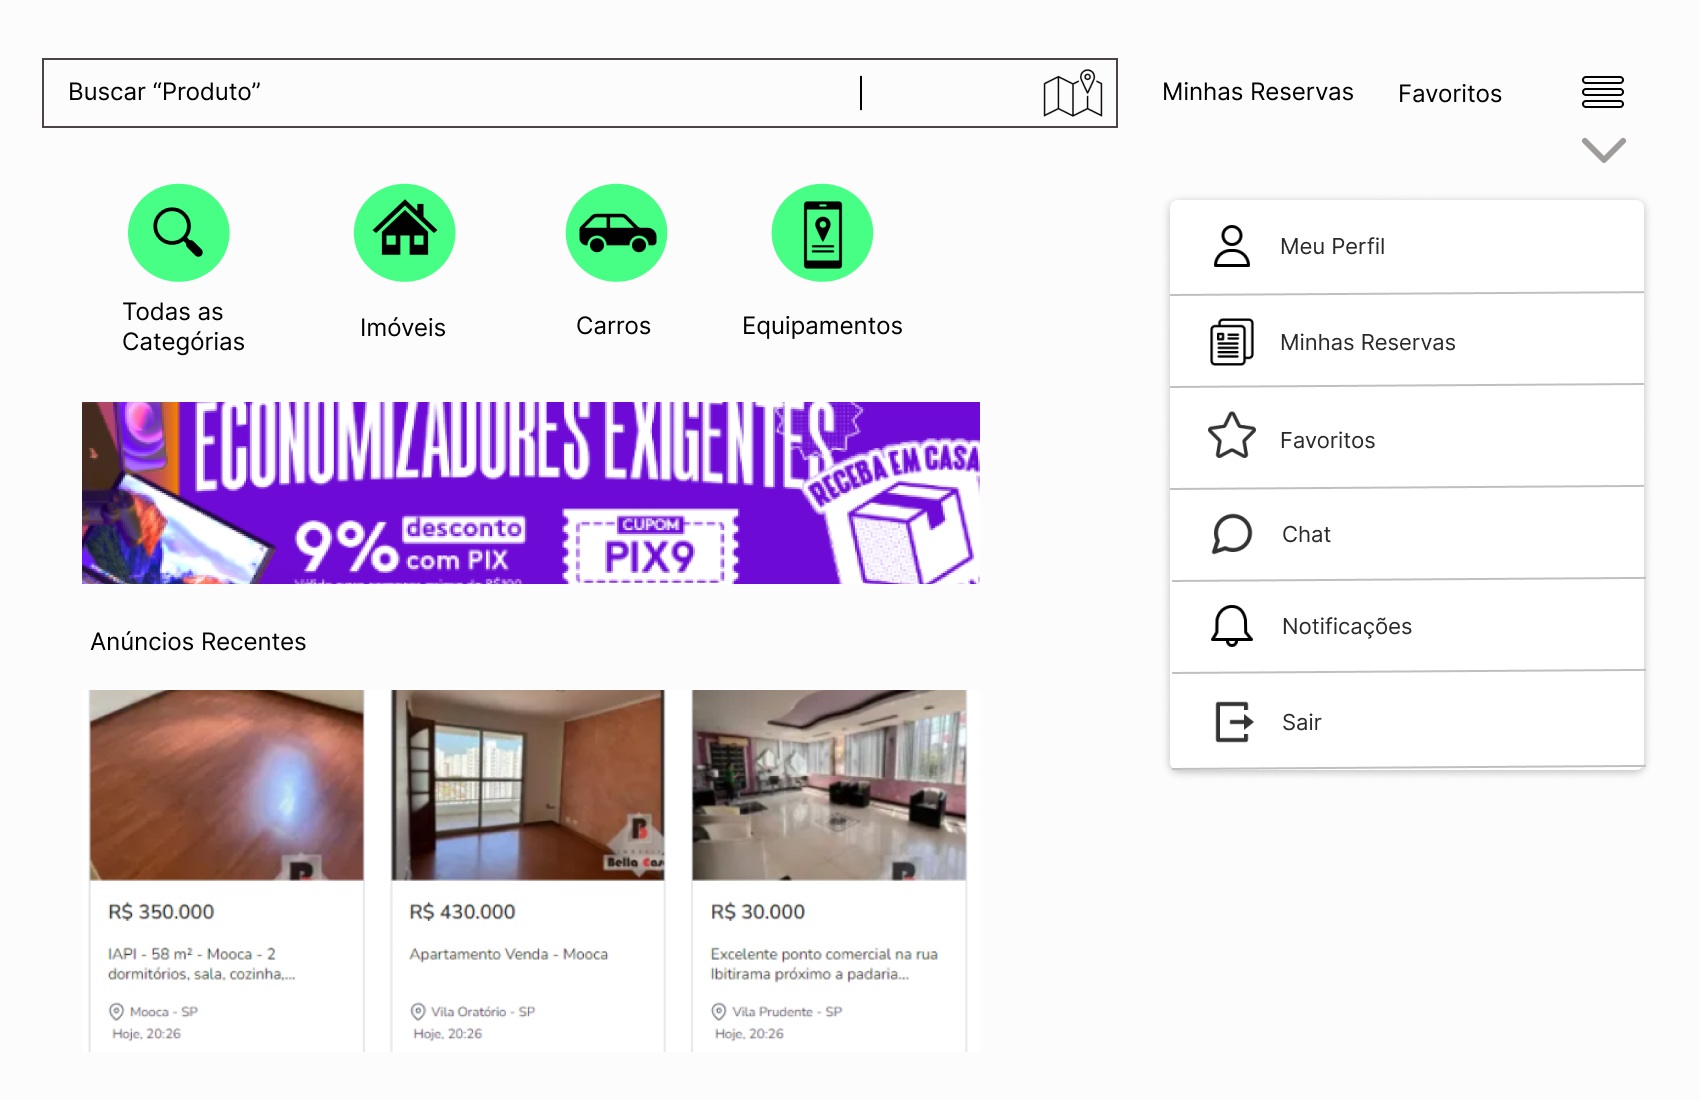 Buscar “Produto”
Minhas Reservas
Favoritos
Todas as
Categórias
Imóveis
Carros
Equipamentos
Meu Perfil
Minhas Reservas
Favoritos
Chat
Notificações
Sair
ECONOMIZADORES EXIGENTES
RECEBA EM CASA
9% desconto
com PIX
CUPOM
PIX9
Anúncios Recentes
B
Bella Cas
B
B
R$ 350.000
IAPI - 58 m² - Mooca - 2
dormitórios, sala, cozinha,...
Mooca - SP
Hoje, 20:26
R$ 430.000
Apartamento Venda - Mooca
Vila Oratório - SP
Hoje, 20:26
R$ 30.000
Excelente ponto comercial na rua
Ibitirama próximo a padaria...
Vila Prudente - SP
Hoje, 20:26